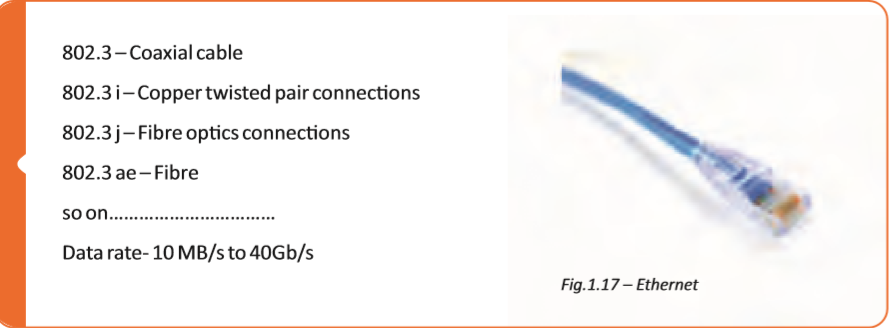 802.3 – Coaxial cable
802.3 i – Copper twisted pair connections
802.3 j – Fibre optics connections
802.3 ae – Fibre
so on................................
Data rate- 10 MB/s to 40Gb/s
Fig.1.17 – Ethernet